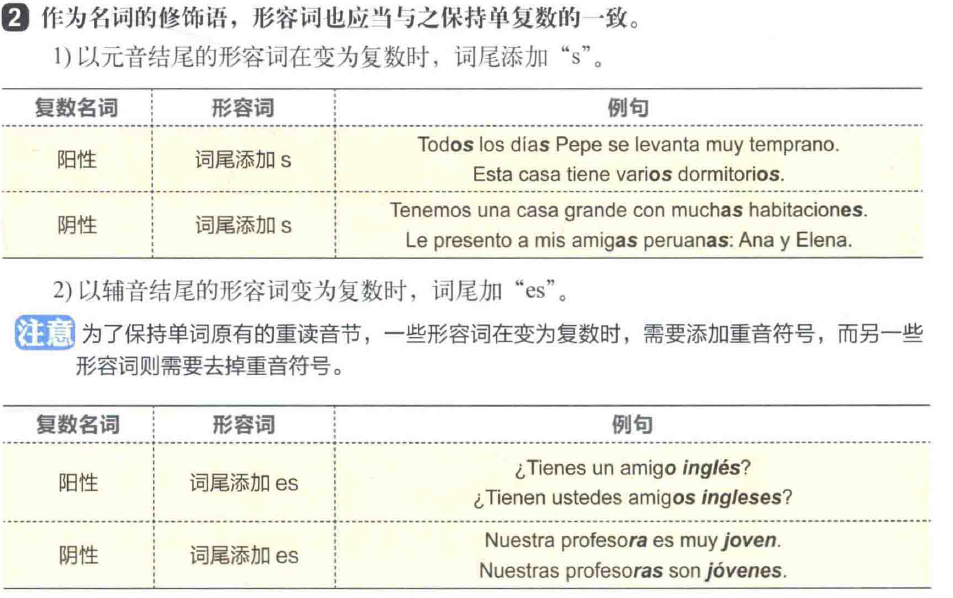 2 作为名词的修饰语，形容词也应当与之保持单复数的一致。
1) 以元音结尾的形容词在变为复数时，词尾添加“s”。
复数名词 形容词 例句
阳性 词尾添加 s Todos los días Pepe se levanta muy temprano.
Esta casa tiene varios dormitorios.
阴性 词尾添加 s Tenemos una casa grande con muchas habitaciones.
Le presento a mis amigas peruanas: Ana y Elena.
2) 以辅音结尾的形容词变为复数时，词尾加“es”。
注意 为了保持单词原有的重读音节，一些形容词在变为复数时，需要添加重音符号，而另一些
形容词则需要去掉重音符号。
复数名词 形容词 例句
阳性 词尾添加 es ¿Tienes un amigo inglés?
¿Tienen ustedes amigos ingleses?
阴性 词尾添加 es Nuestra profesora es muy joven.
Nuestras profesoras son jóvenes.